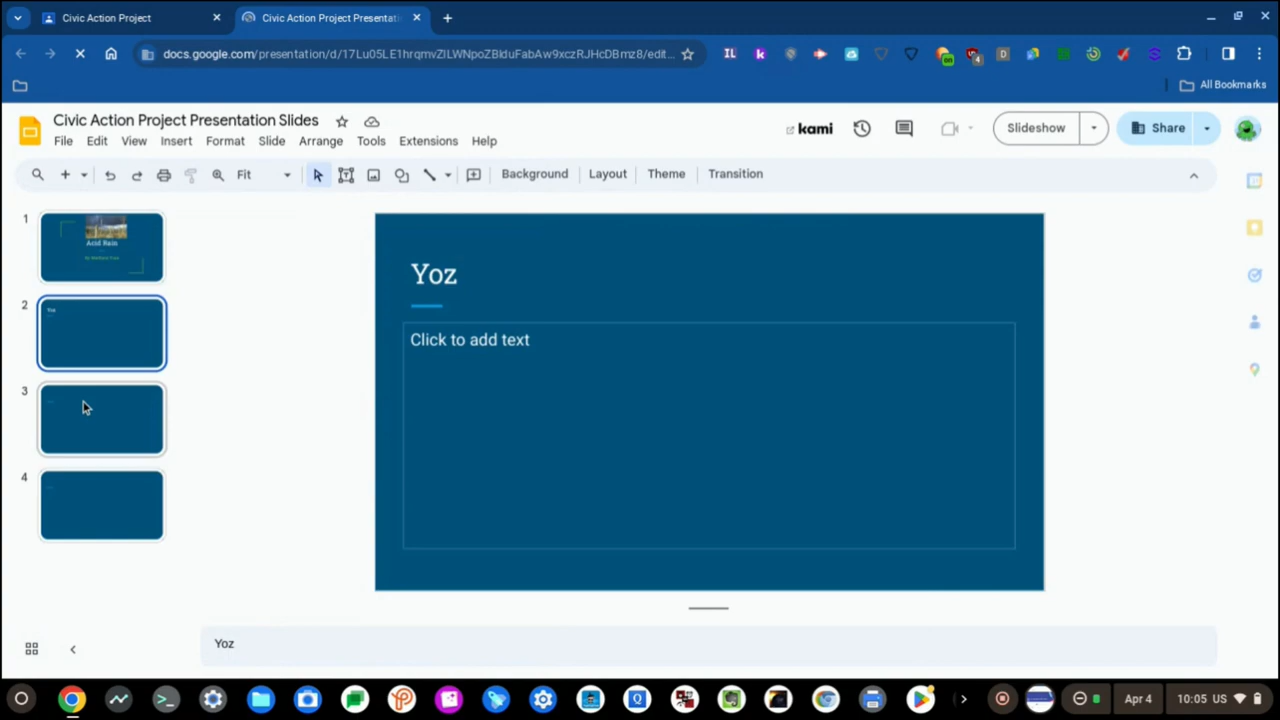 Civic Action Project
Civic Action Project Presentati
docs.google.com/presentation/d/17Lu05LE1hrqmvZILWNpoZBlduFabAw9xczRJHcDBmz8/edit...
All Bookmarks
Civic Action Project Presentation Slides
File Edit View Insert Format Slide Arrange Tools Extensions Help
kami
Slideshow
Share
Fit
Background Layout Theme Transition
1
Acid Rain
2
Yoz
3
4
Yoz
Click to add text
Yoz
Apr 4
10:05 US